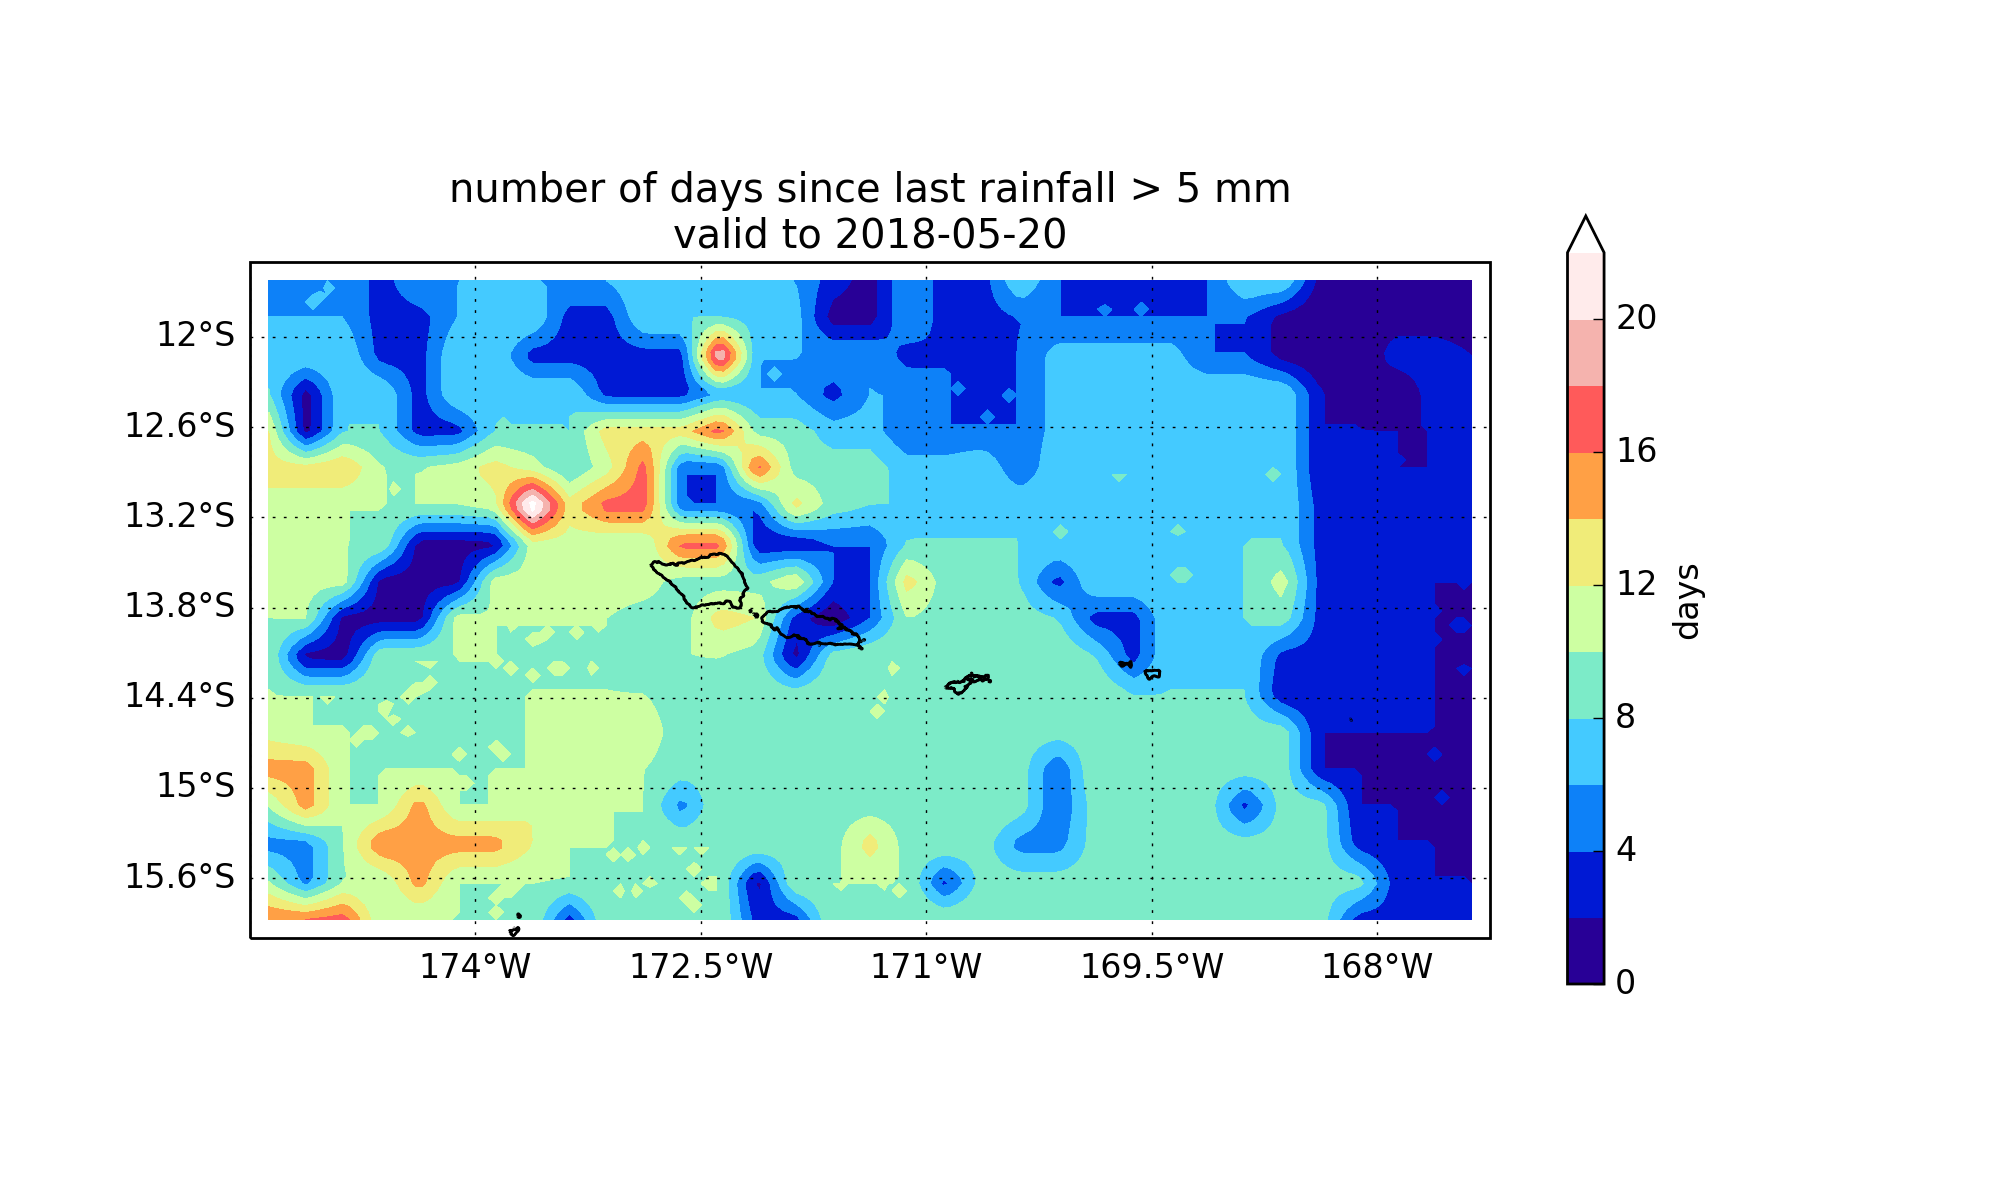 number of days since last rainfall > 5 mm
valid to 2018-05-20
12°S
12.6°S
13.2°S
13.8°S
14.4°S
15°S
15.6°S
174°W
172.5°W
171°W
169.5°W
168°W
20
16
12
8
4
0
days